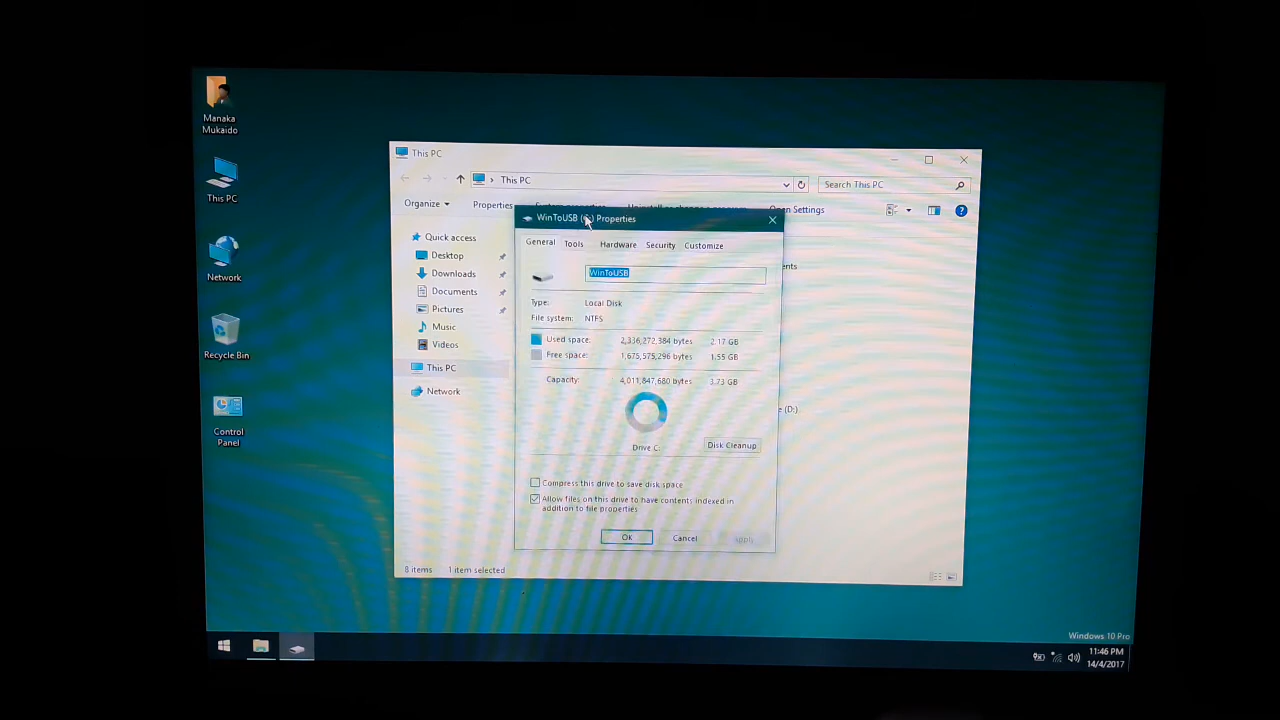 Manaka
Mukaido
This PC
Network
Recycle Bin
Control
Panel
This PC
This PC
Search This PC
Organize
Properties
Open Settings
Quick access
Desktop
Downloads
Documents
Pictures
Music
Videos
This PC
Network
WinToUSB Properties
General Tools Hardware Security Customize
WinToUSB
Type: Local Disk
File system: NTFS
Used space: 2,336,272,384 bytes 2.17 GB
Free space: 1,675,575,296 bytes 1.55 GB
Capacity: 4,011,847,680 bytes 3.73 GB
Drive C:
Disk Cleanup
Compress this drive to save disk space
Allow files on this drive to have contents indexed in
addition to file properties
OK Cancel Apply
(D:)
8 items 1 item selected
Windows 10 Pro
11:46 PM
14/4/2017